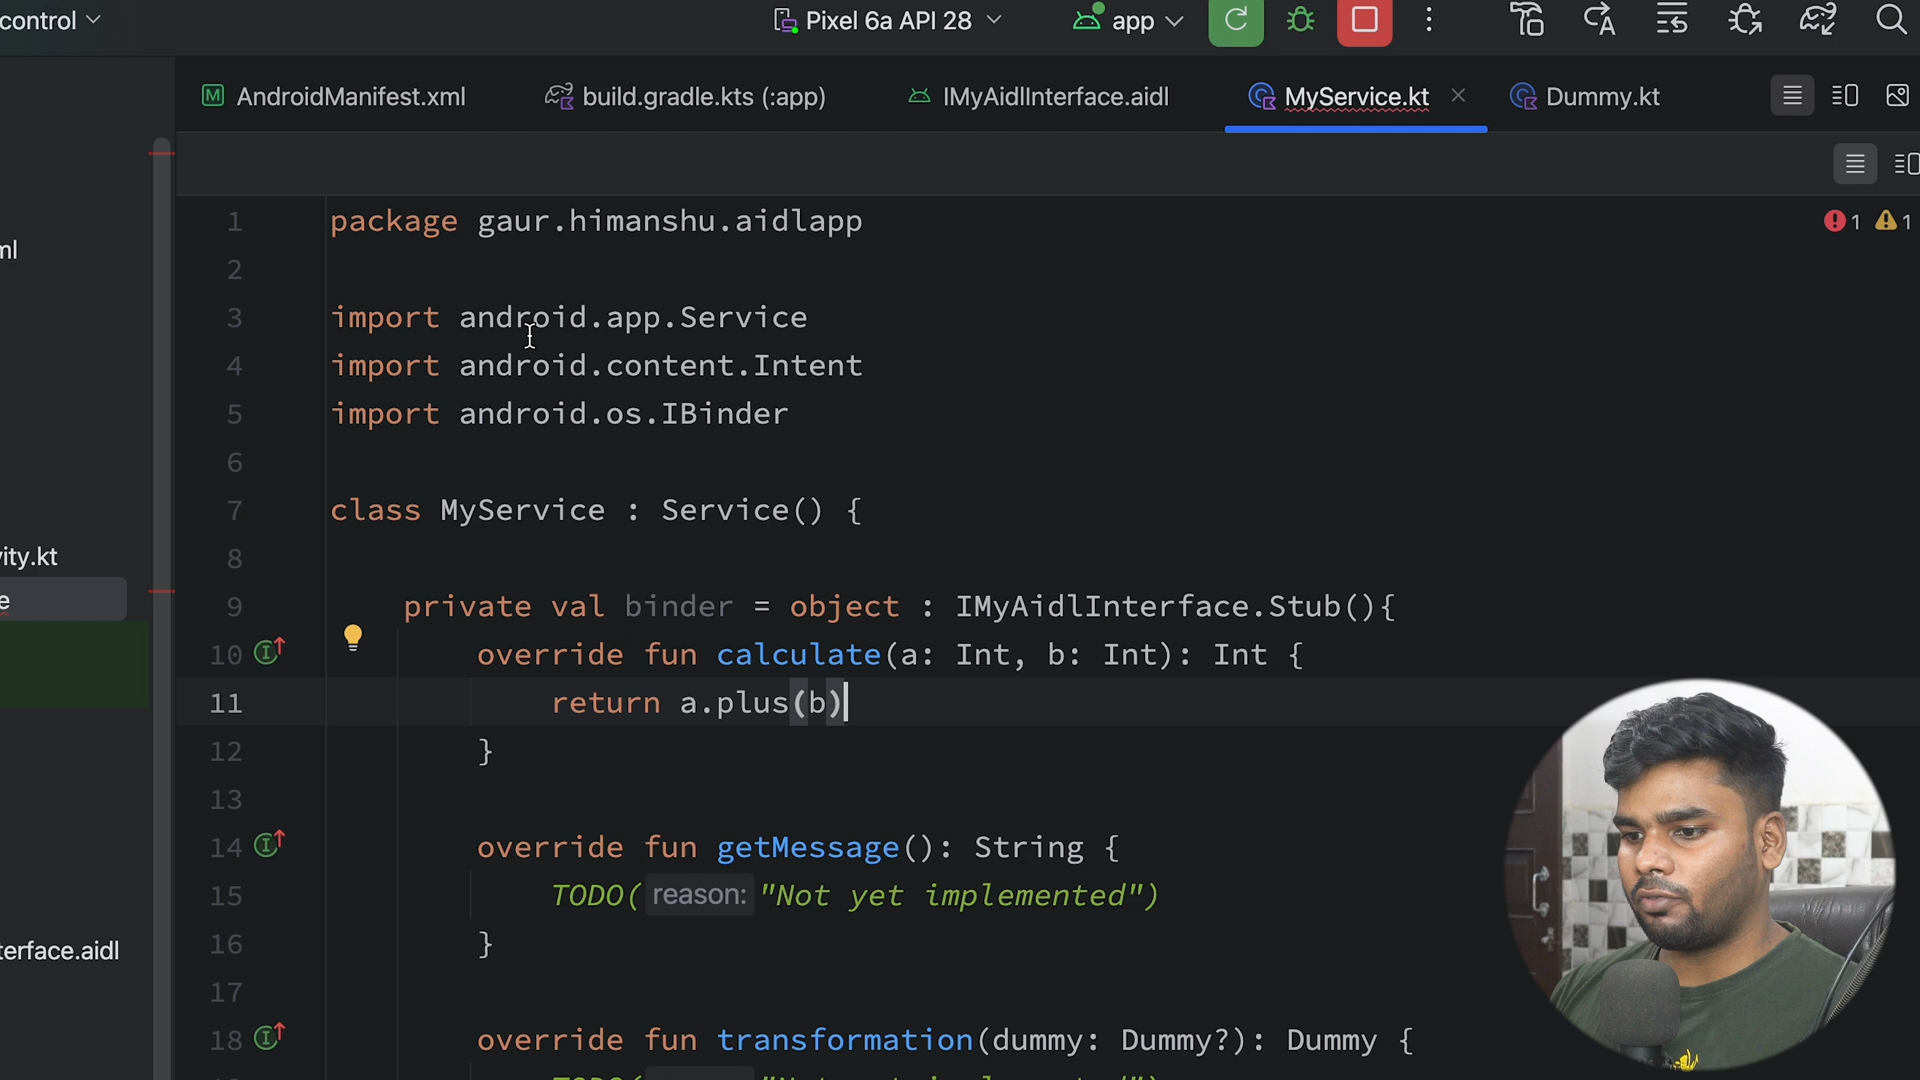 control
Pixel 6a API 28
app
AndroidManifest.xml
build.gradle.kts (:app)
IMyAidlInterface.aidl
MyService.kt
Dummy.kt
1 package gaur.himanshu.aidlapp
1 1
2
3 import android.app.Service
4 import android.content.Intent
5 import android.os.IBinder
6
7 class MyService : Service() {
8
9 private val binder = object : IMyAidlInterface.Stub(){
10 override fun calculate(a: Int, b: Int): Int {
11 return a.plus(b)
12 }
13
14 override fun getMessage(): String {
15 TODO( reason: "Not yet implemented")
16 }
17
18 override fun transformation(dummy: Dummy?): Dummy {
ml
ity.kt
e
terface.aidl